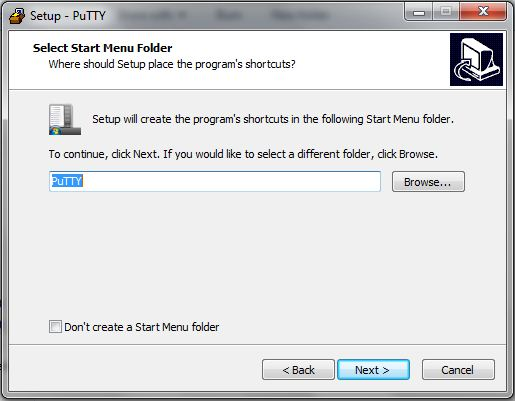 Setup - PuTTY
Select Start Menu Folder
Where should Setup place the program's shortcuts?
Setup will create the program's shortcuts in the following Start Menu folder.
To continue, click Next. If you would like to select a different folder, click Browse.
PuTTY
Browse...
Don't create a Start Menu folder
< Back
Next >
Cancel